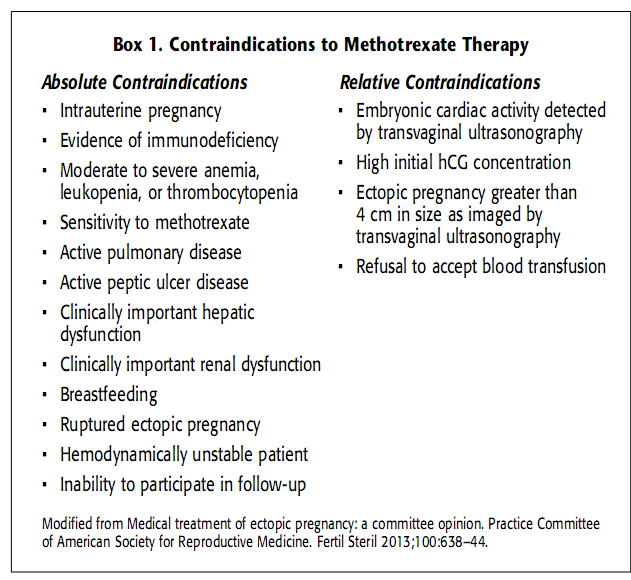 Box 1. Contraindications to Methotrexate Therapy
Absolute Contraindications
▪ Intrauterine pregnancy
▪ Evidence of immunodeficiency
▪ Moderate to severe anemia,
leukopenia, or thrombocytopenia
▪ Sensitivity to methotrexate
▪ Active pulmonary disease
▪ Active peptic ulcer disease
▪ Clinically important hepatic
dysfunction
▪ Clinically important renal dysfunction
▪ Breastfeeding
▪ Ruptured ectopic pregnancy
▪ Hemodynamically unstable patient
▪ Inability to participate in follow-up
Relative Contraindications
▪ Embryonic cardiac activity detected
by transvaginal ultrasonography
▪ High initial hCG concentration
▪ Ectopic pregnancy greater than
4 cm in size as imaged by
transvaginal ultrasonography
▪ Refusal to accept blood transfusion
Modified from Medical treatment of ectopic pregnancy: a committee opinion. Practice Committee
of American Society for Reproductive Medicine. Fertil Steril 2013;100:638–44.